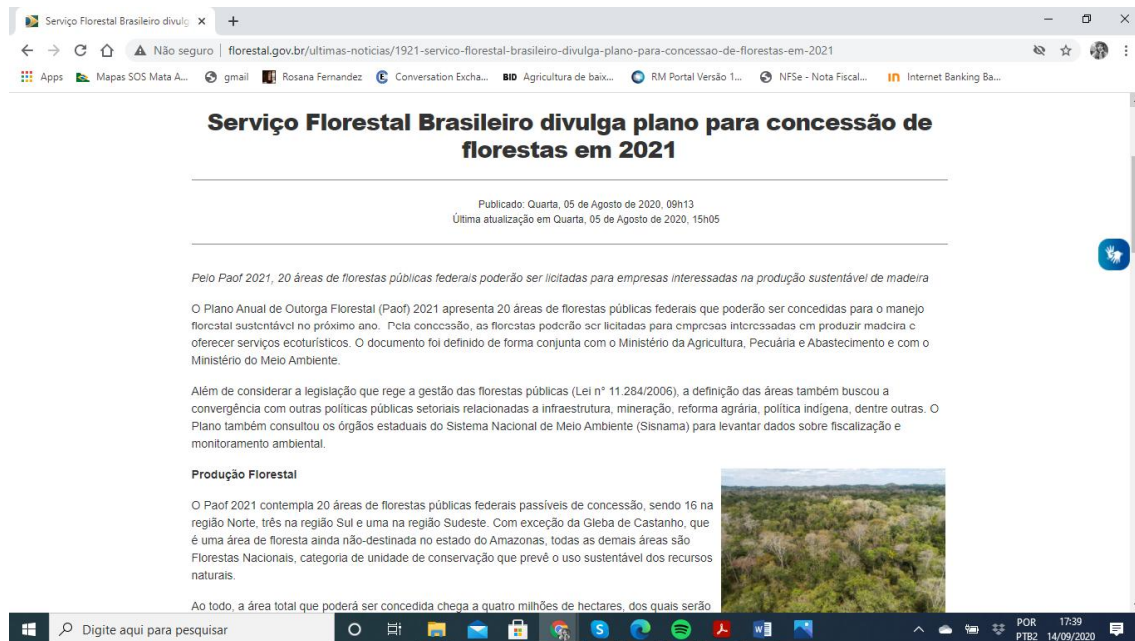 Serviço Florestal Brasileiro divulg
Não seguro | florestal.gov.br/ultimas-noticias/1921-servico-florestal-brasileiro-divulga-plano-para-concessao-de-florestas-em-2021
Apps Mapas SOS Mata A... gmail Rosana Fernandez Conversation Excha... BID Agricultura de baix... RM Portal Versão 1... NFSe - Nota Fiscal... Internet Banking Ba...
Serviço Florestal Brasileiro divulga plano para concessão de
florestas em 2021
Publicado: Quarta, 05 de Agosto de 2020, 09h13
Última atualização em Quarta, 05 de Agosto de 2020, 15h05
Pelo Paof 2021, 20 áreas de florestas públicas federais poderão ser licitadas para empresas interessadas na produção sustentável de madeira
O Plano Anual de Outorga Florestal (Paof) 2021 apresenta 20 áreas de florestas públicas federais que poderão ser concedidas para o manejo
florestal sustentável no próximo ano. Pela concessão, as florestas poderão ser licitadas para empresas interessadas em produzir madeira e
oferecer serviços ecoturísticos. O documento foi definido de forma conjunta com o Ministério da Agricultura, Pecuária e Abastecimento e com o
Ministério do Meio Ambiente.
Além de considerar a legislação que rege a gestão das florestas públicas (Lei n° 11.284/2006), a definição das áreas também buscou a
convergência com outras políticas públicas setoriais relacionadas a infraestrutura, mineração, reforma agrária, política indígena, dentre outras. O
Plano também consultou os órgãos estaduais do Sistema Nacional de Meio Ambiente (Sisnama) para levantar dados sobre fiscalização e
monitoramento ambiental.
Produção Florestal
O Paof 2021 contempla 20 áreas de florestas públicas federais passíveis de concessão, sendo 16 na
região Norte, três na região Sul e uma na região Sudeste. Com exceção da Gleba de Castanho, que
é uma área de floresta ainda não-destinada no estado do Amazonas, todas as demais áreas são
Florestas Nacionais, categoria de unidade de conservação que prevê o uso sustentável dos recursos
naturais.
Ao todo, a área total que poderá ser concedida chega a quatro milhões de hectares, dos quais serão
Digite aqui para pesquisar
POR 17:39
PTB2 14/09/2020